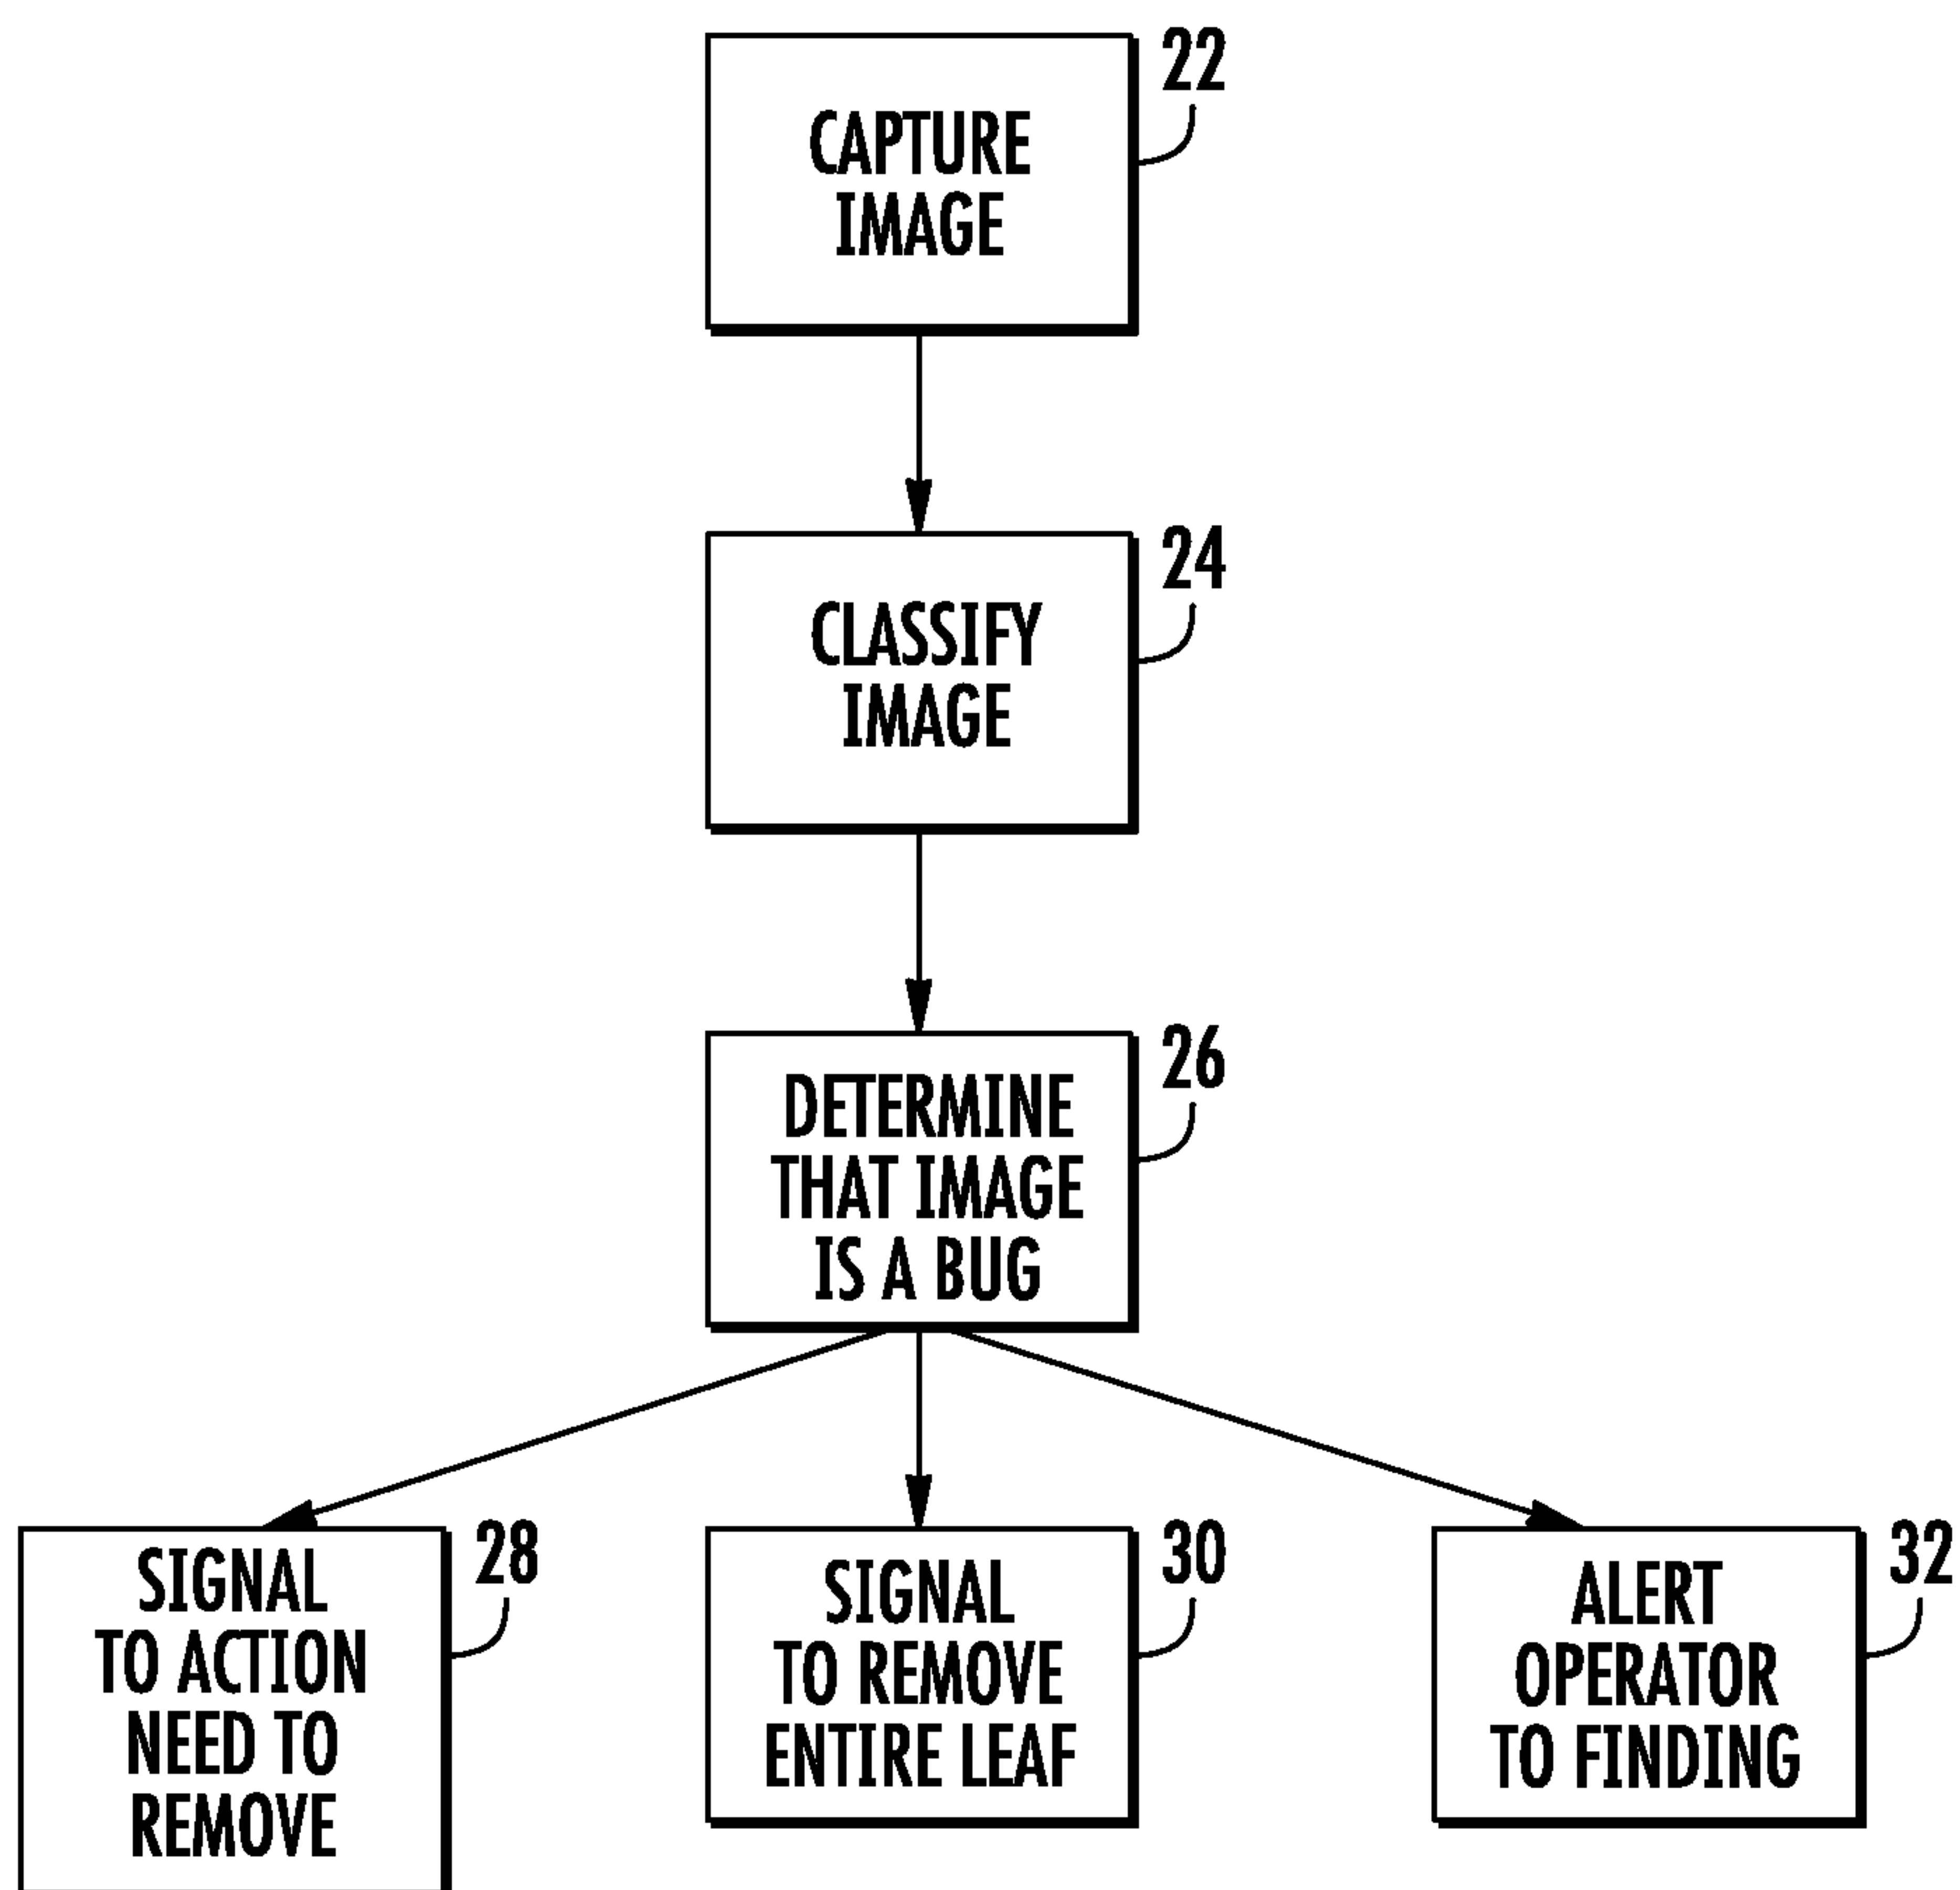 22
CAPTURE
IMAGE
24
CLASSIFY
IMAGE
26
DETERMINE
THAT IMAGE
IS A BUG
28
SIGNAL
TO ACTION
NEED TO
REMOVE
30
SIGNAL
TO REMOVE
ENTIRE LEAF
32
ALERT
OPERATOR
TO FINDING